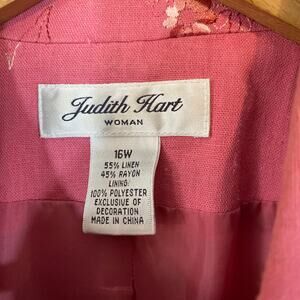 Judith Hart
WOMAN
16W
55% LINEN
45% RAYON
LINING:
100% POLYESTER
EXCLUSIVE OF
DECORATION
MADE IN CHINA